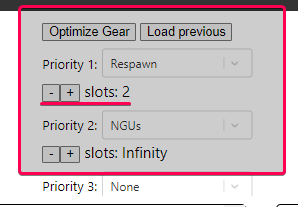 Optimize Gear Load previous
Priority 1: Respawn
- + slots: 2
Priority 2: NGUs
- + slots: Infinity
Priority 3: None